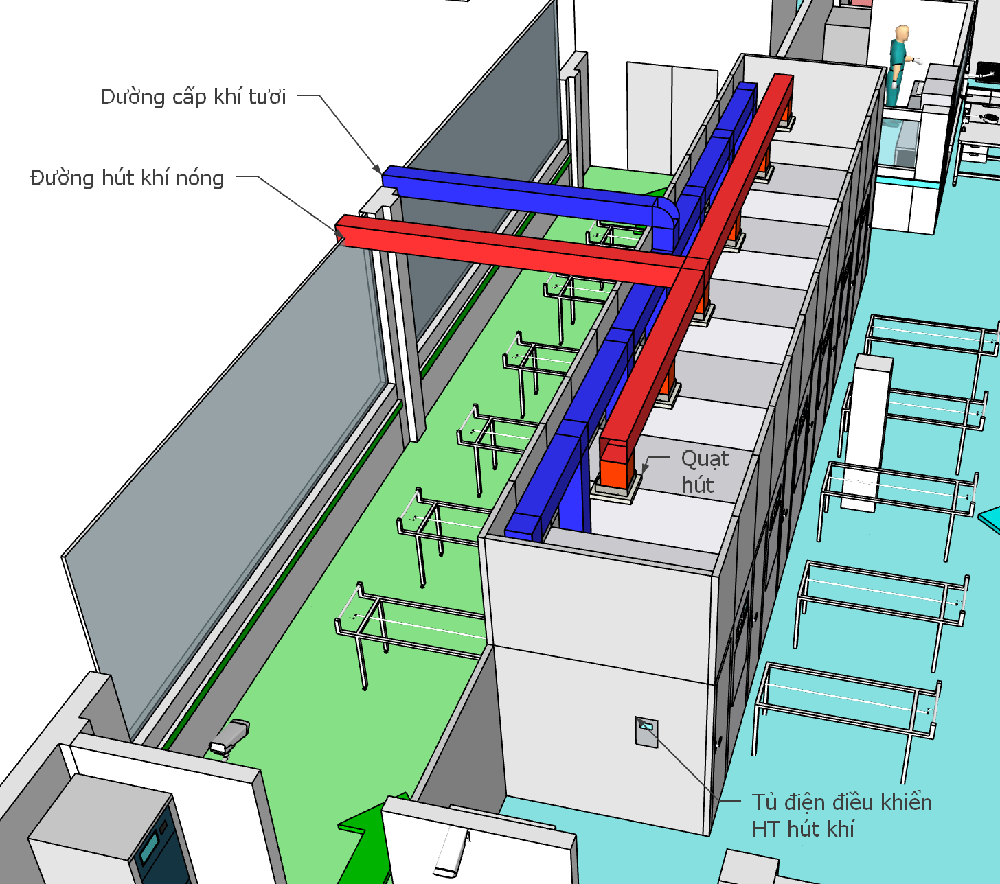 Đường cấp khí tươi
Đường hút khí nóng
Quạt
hút
Tủ điện điều khiển
HT hút khí